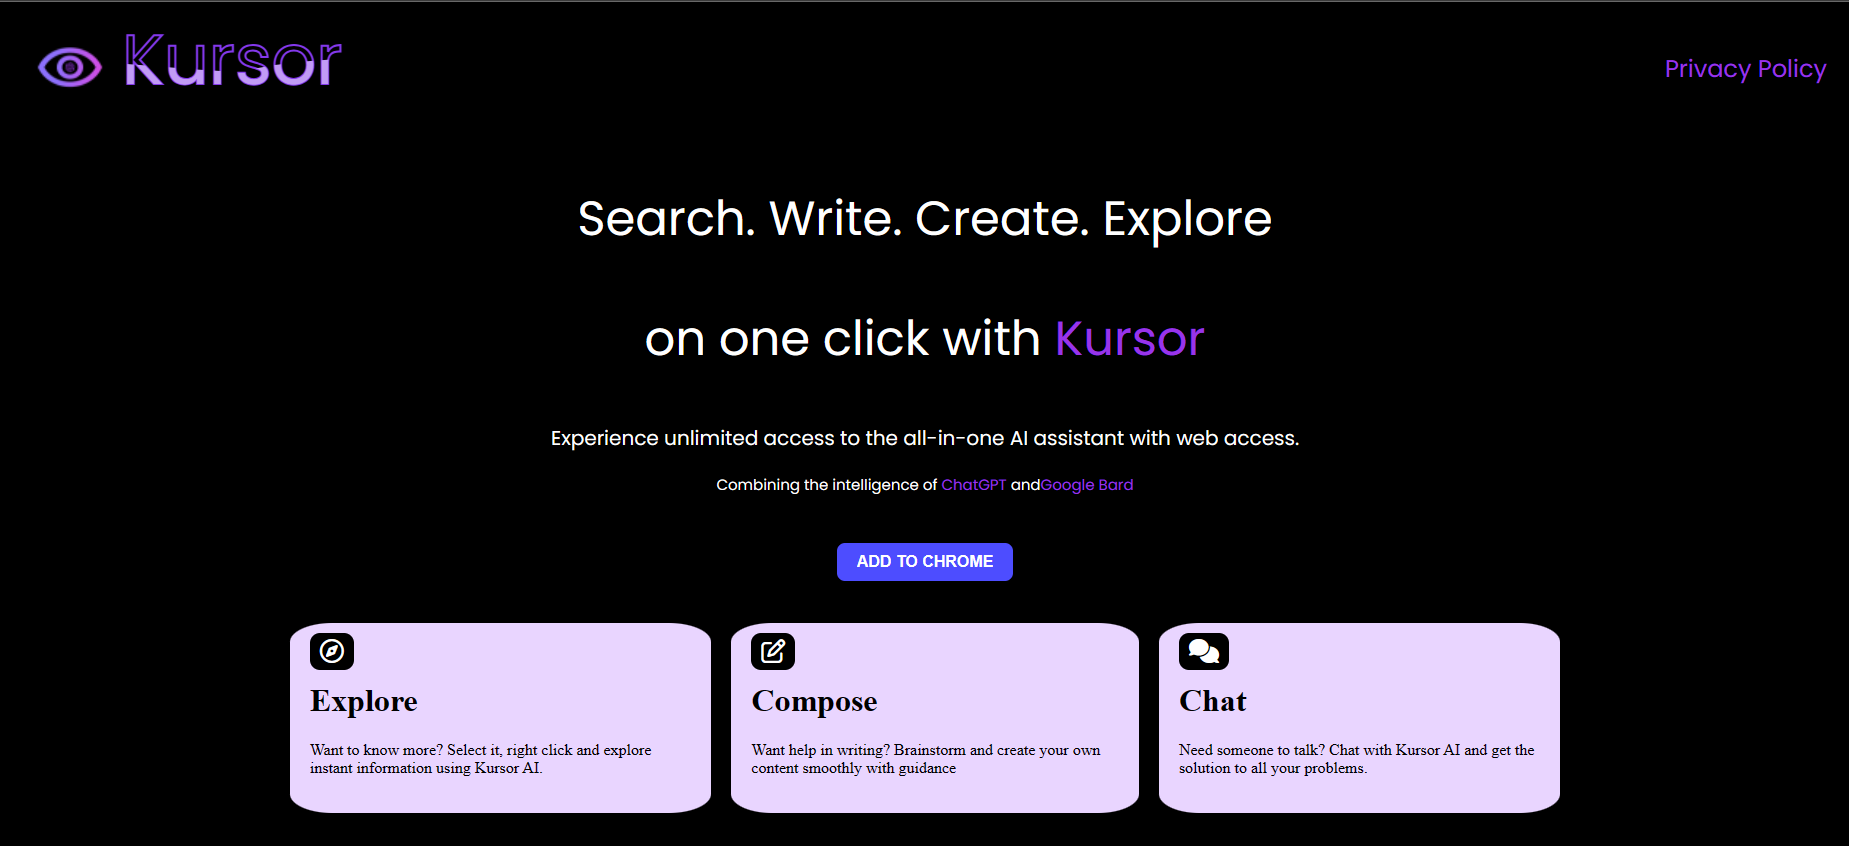 Kursor
Privacy Policy
Search. Write. Create. Explore
on one click with Kursor
Experience unlimited access to the all-in-one AI assistant with web access.
Combining the intelligence of ChatGPT andGoogle Bard
ADD TO CHROME
Explore
Want to know more? Select it, right click and explore
instant information using Kursor AI.
Compose
Want help in writing? Brainstorm and create your own
content smoothly with guidance
Chat
Need someone to talk? Chat with Kursor AI and get the
solution to all your problems.